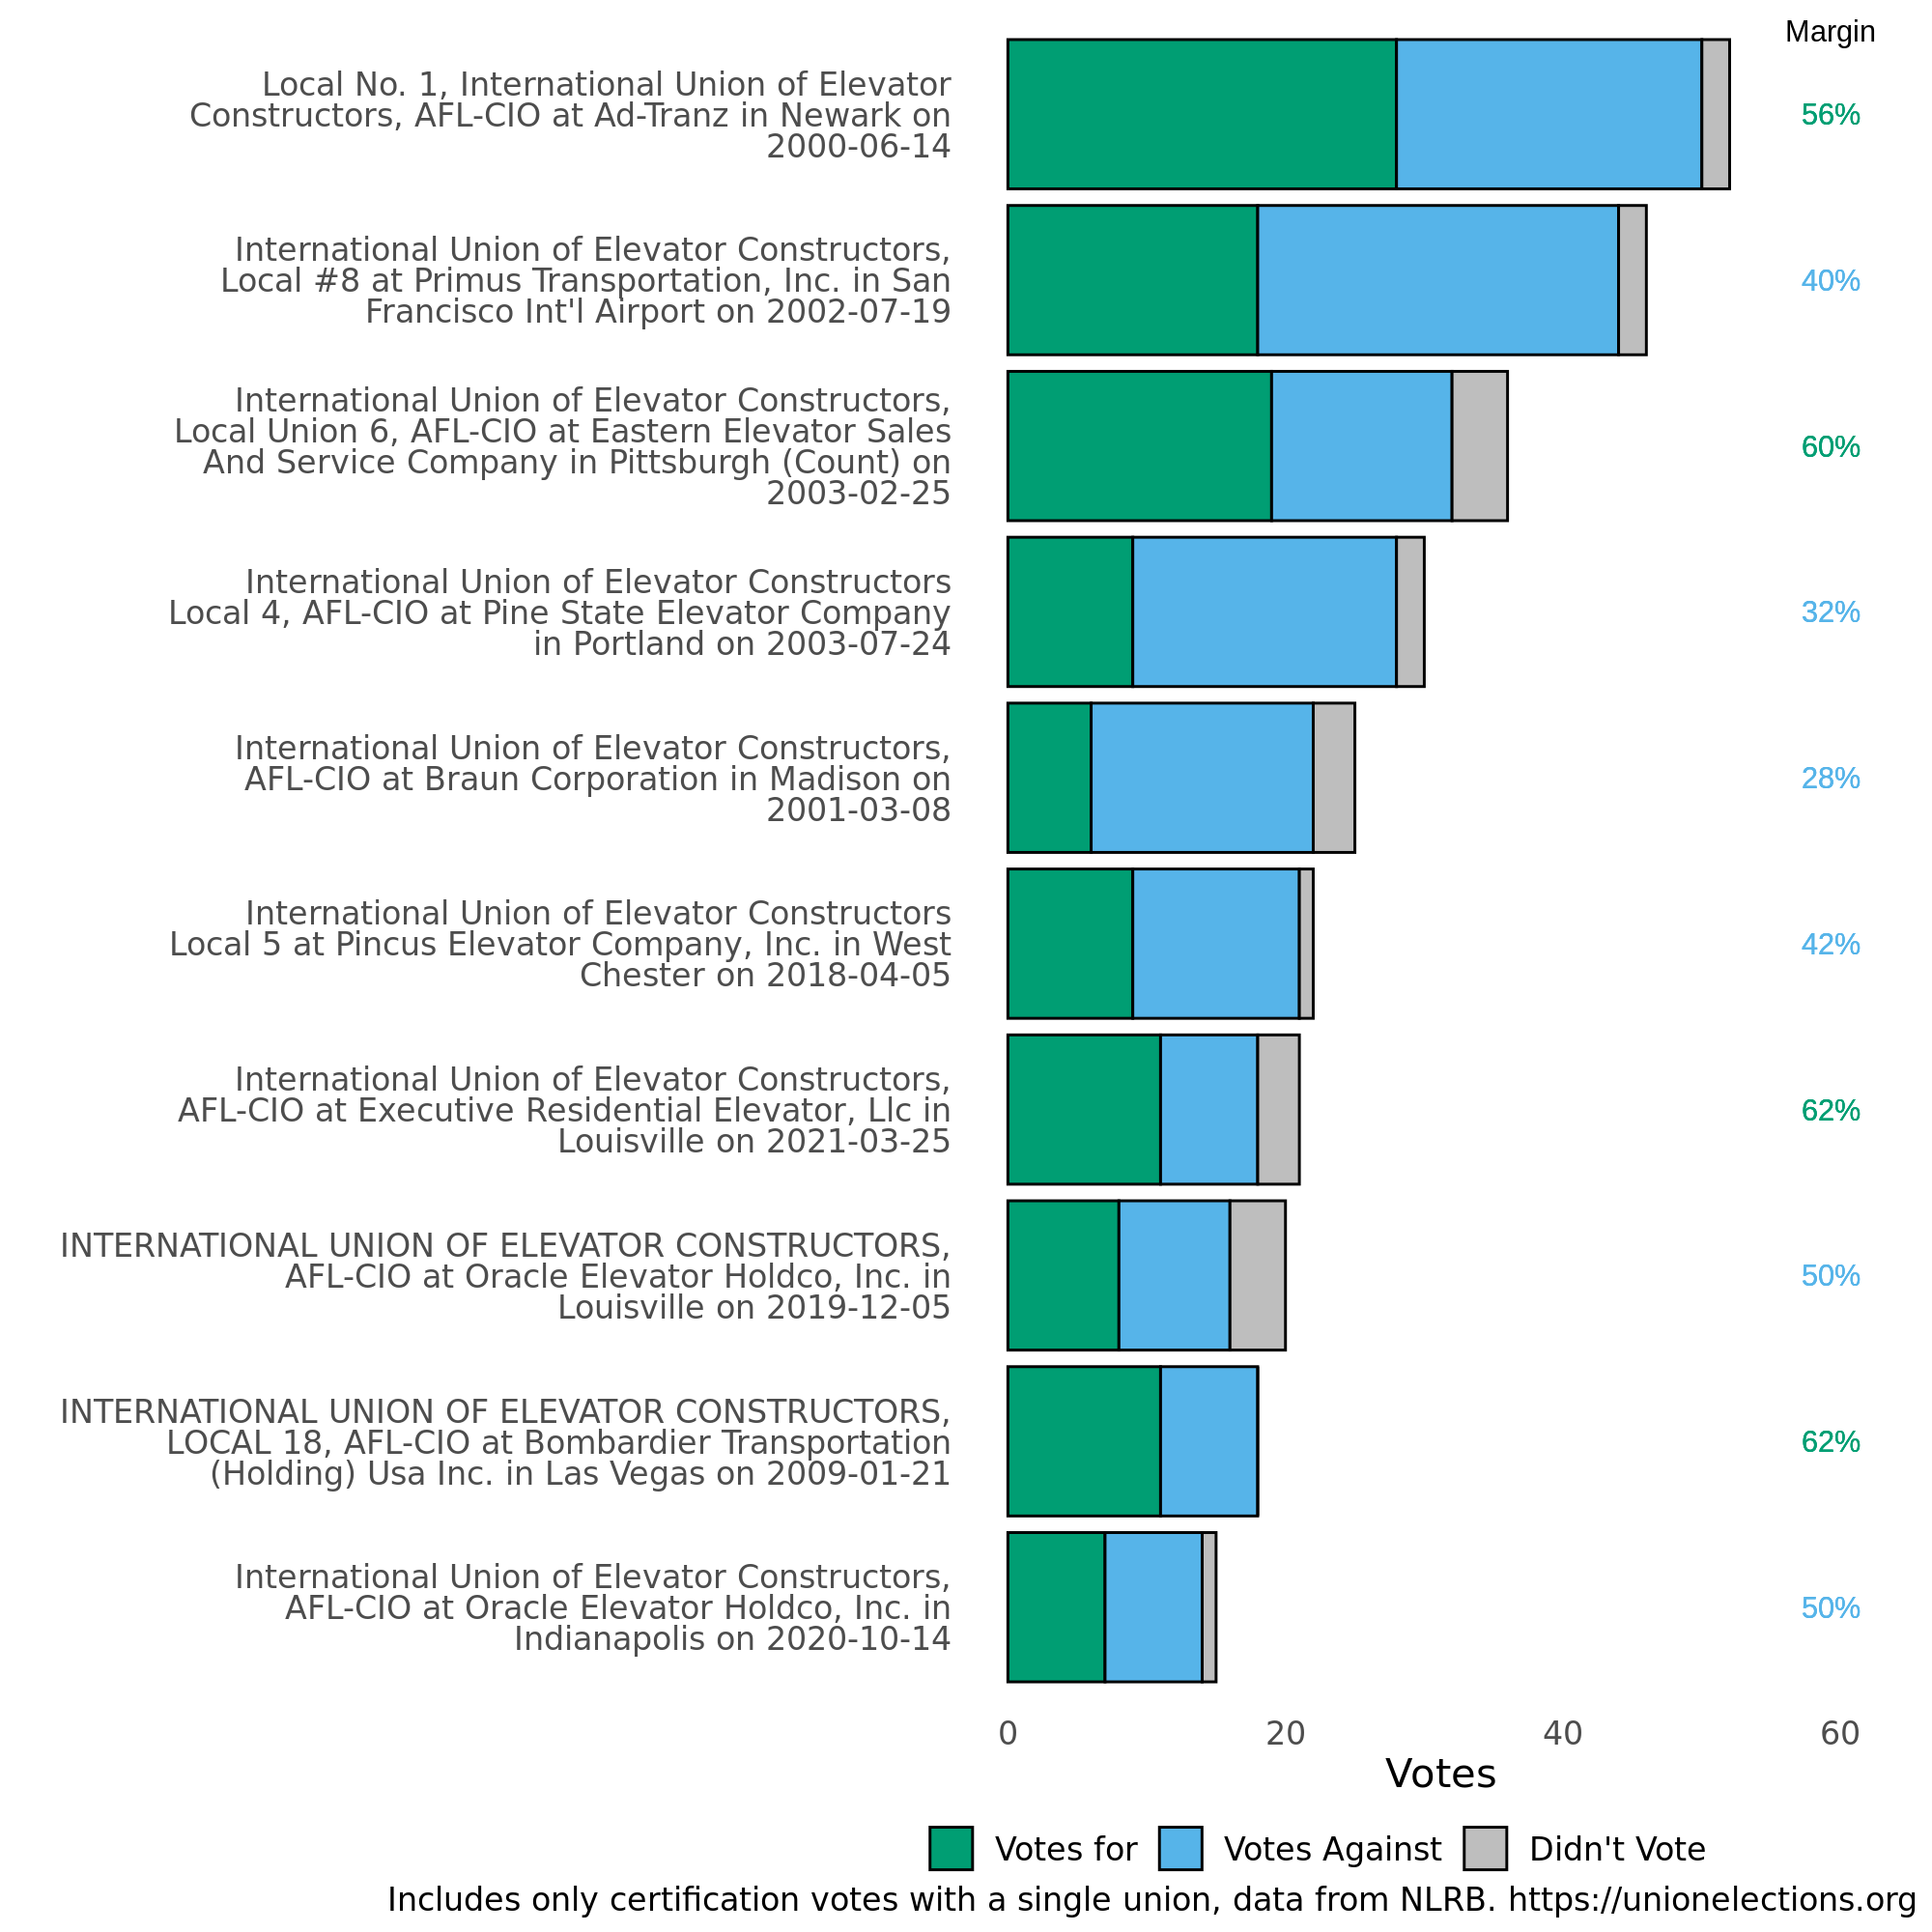 Margin
Local No. 1, International Union of Elevator
Constructors, AFL-CIO at Ad-Tranz in Newark on
2000-06-14
56%
International Union of Elevator Constructors,
Local #8 at Primus Transportation, Inc. in San
Francisco Int'l Airport on 2002-07-19
40%
International Union of Elevator Constructors,
Local Union 6, AFL-CIO at Eastern Elevator Sales
And Service Company in Pittsburgh (Count) on
2003-02-25
60%
International Union of Elevator Constructors
Local 4, AFL-CIO at Pine State Elevator Company
in Portland on 2003-07-24
32%
International Union of Elevator Constructors,
AFL-CIO at Braun Corporation in Madison on
2001-03-08
28%
International Union of Elevator Constructors
Local 5 at Pincus Elevator Company, Inc. in West
Chester on 2018-04-05
42%
International Union of Elevator Constructors,
AFL-CIO at Executive Residential Elevator, Llc in
Louisville on 2021-03-25
62%
INTERNATIONAL UNION OF ELEVATOR CONSTRUCTORS,
AFL-CIO at Oracle Elevator Holdco, Inc. in
Louisville on 2019-12-05
50%
INTERNATIONAL UNION OF ELEVATOR CONSTRUCTORS,
LOCAL 18, AFL-CIO at Bombardier Transportation
(Holding) Usa Inc. in Las Vegas on 2009-01-21
62%
International Union of Elevator Constructors,
AFL-CIO at Oracle Elevator Holdco, Inc. in
Indianapolis on 2020-10-14
50%
0 20 40 60
Votes
Votes for Votes Against Didn't Vote
Includes only certification votes with a single union, data from NLRB. https://unionelections.org